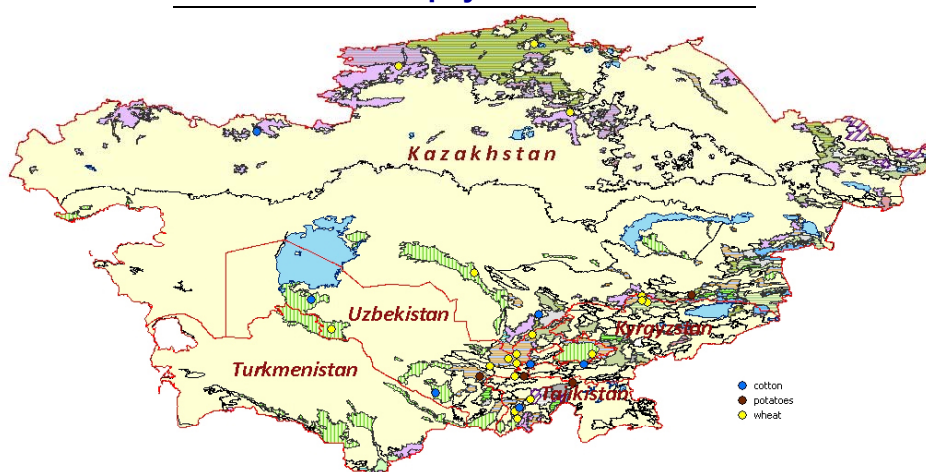 Kazakhstan
Uzbekistan
Kyrgyzstan
Turkmenistan
Tajikistan
cotton
potatoes
wheat